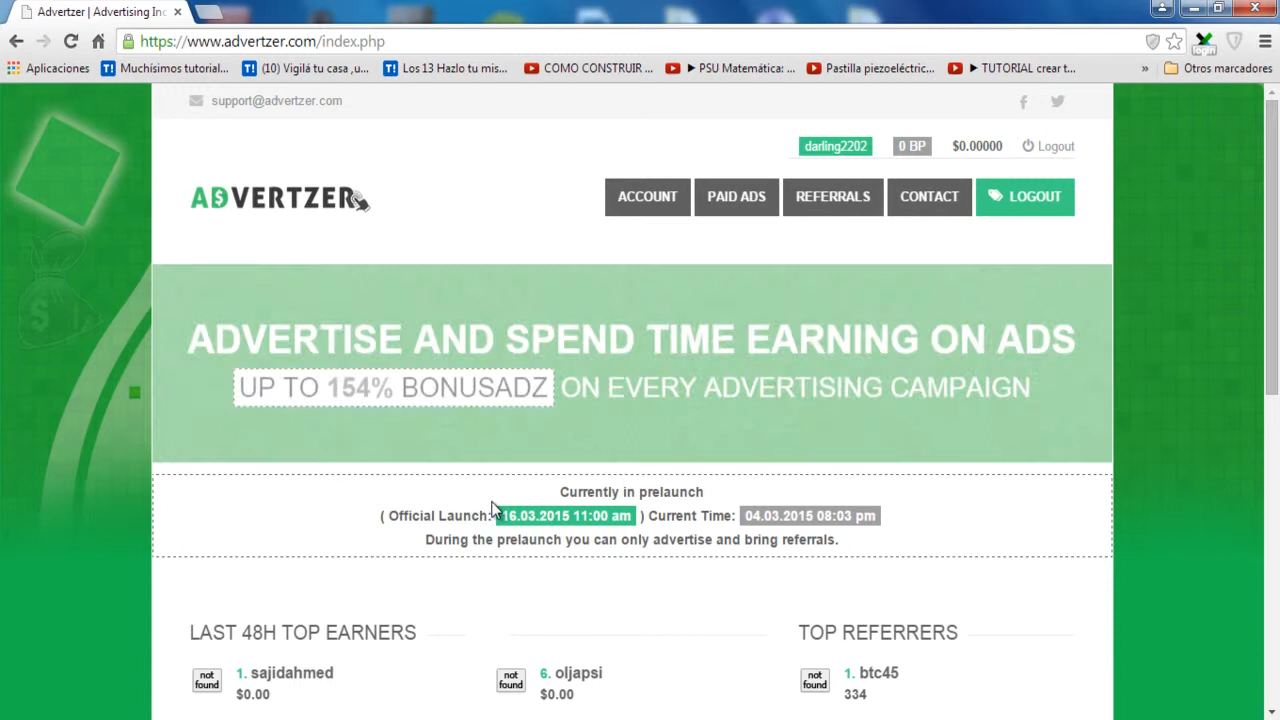 Advertzer | Advertising Inc
https://www.advertzer.com/index.php
login
Aplicaciones
Muchísimos tutorial...
(10) Vigilá tu casa ,u...
Los 13 Hazlo tu mis...
COMO CONSTRUIR ...
► PSU Matemática: ...
Pastilla piezoeléctric...
► TUTORIAL crear t...
» Otros marcadores
support@advertzer.com
darling2202 0 BP $0.00000 Logout
ADVERTZER
ACCOUNT PAID ADS REFERRALS CONTACT LOGOUT
ADVERTISE AND SPEND TIME EARNING ON ADS
UP TO 154% BONUSADZ ON EVERY ADVERTISING CAMPAIGN
Currently in prelaunch
( Official Launch: 16.03.2015 11:00 am ) Current Time: 04.03.2015 08:03 pm
During the prelaunch you can only advertise and bring referrals.
LAST 48H TOP EARNERS
TOP REFERRERS
not found 1. sajidahmed
$0.00
not found 6. oljapsi
$0.00
not found 1. btc45
334